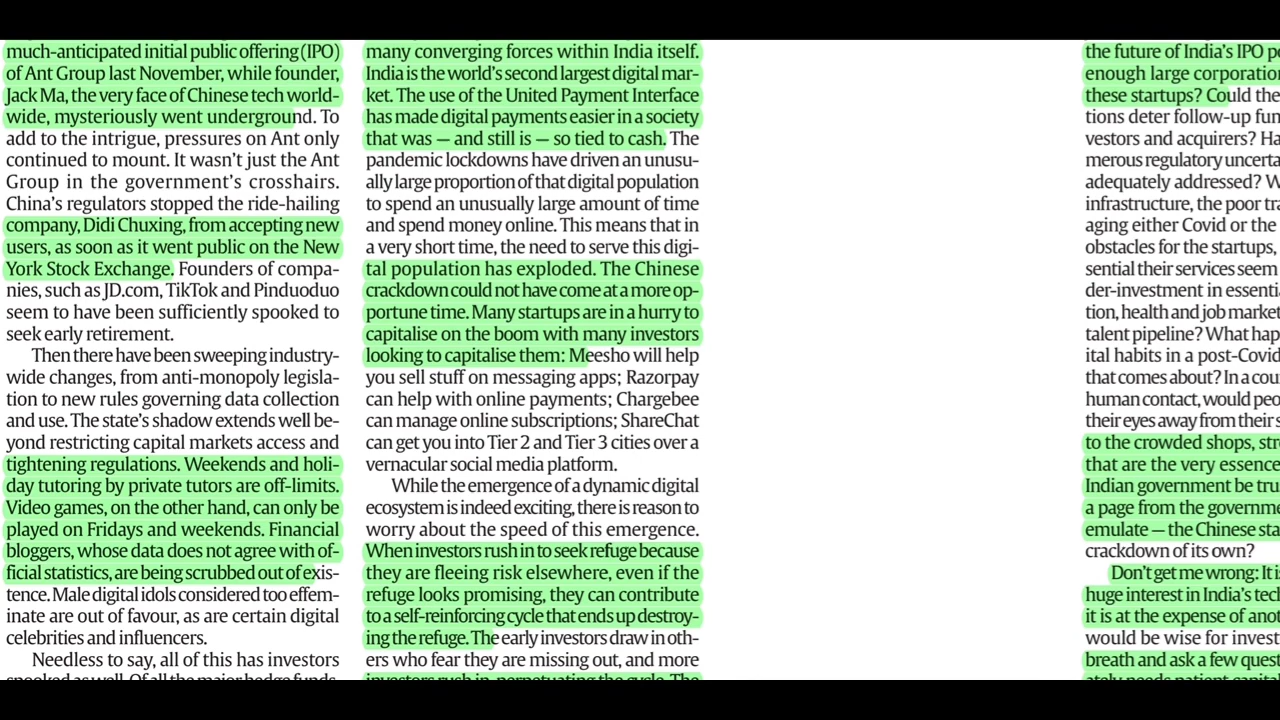 much-anticipated initial public offering (IPO)
of Ant Group last November, while founder,
Jack Ma, the very face of Chinese tech world-
wide, mysteriously went underground. To
add to the intrigue, pressures on Ant only
continued to mount. It wasn't just the Ant
Group in the government's crosshairs.
China's regulators stopped the ride-hailing
company, Didi Chuxing, from accepting new
users, as soon as it went public on the New
York Stock Exchange. Founders of compa-
nies, such as JD.com, TikTok and Pinduoduo
seem to have been sufficiently spooked to
seek early retirement.
Then there have been sweeping industry-
wide changes, from anti-monopoly legisla-
tion to new rules governing data collection
and use. The state's shadow extends well be-
yond restricting capital markets access and
tightening regulations. Weekends and holi-
day tutoring by private tutors are off-limits.
Video games, on the other hand, can only be
played on Fridays and weekends. Financial
bloggers, whose data does not agree with of-
ficial statistics, are being scrubbed out of exis-
tence. Male digital idols considered too effem-
inate are out of favour, as are certain digital
celebrities and influencers.
Needless to say, all of this has investors
spooked as well. Of all the major hedge funds,
many converging forces within India itself.
India is the world's second largest digital mar-
ket. The use of the United Payment Interface
has made digital payments easier in a society
that was — and still is — so tied to cash. The
pandemic lockdowns have driven an unusu-
ally large proportion of that digital population
to spend an unusually large amount of time
and spend money online. This means that in
a very short time, the need to serve this digi-
tal population has exploded. The Chinese
crackdown could not have come at a more op-
portune time. Many startups are in a hurry to
capitalise on the boom with many investors
looking to capitalise them: Meesho will help
you sell stuff on messaging apps; Razorpay
can help with online payments; Chargebee
can manage online subscriptions; ShareChat
can get you into Tier 2 and Tier 3 cities over a
vernacular social media platform.
While the emergence of a dynamic digital
ecosystem is indeed exciting, there is reason to
worry about the speed of this emergence.
When investors rush in to seek refuge because
they are fleeing risk elsewhere, even if the
refuge looks promising, they can contribute
to a self-reinforcing cycle that ends up destroy-
ing the refuge. The early investors draw in oth-
ers who fear they are missing out, and more
investors rush in, perpetuating the cycle. The
the future of India's IPO
enough large corporation
these startups? Could the
tions deter follow-up
vestors and acquirers?
merous regulatory
adequately addressed?
infrastructure, the poor
aging either Covid or the
obstacles for the startups,
sential their services seem
der-investment in
tion, health and job market
talent pipeline? What
ital habits in a post-Covid
that comes about? In a
human contact, would
their eyes away from their
to the crowded shops,
that are the very essence
Indian government be
a page from the
emulate — the Chinese
crackdown of its own?
Don't get me wrong: It
huge interest in India's
it is at the expense of
would be wise for
breath and ask a few
ately needs patient capital